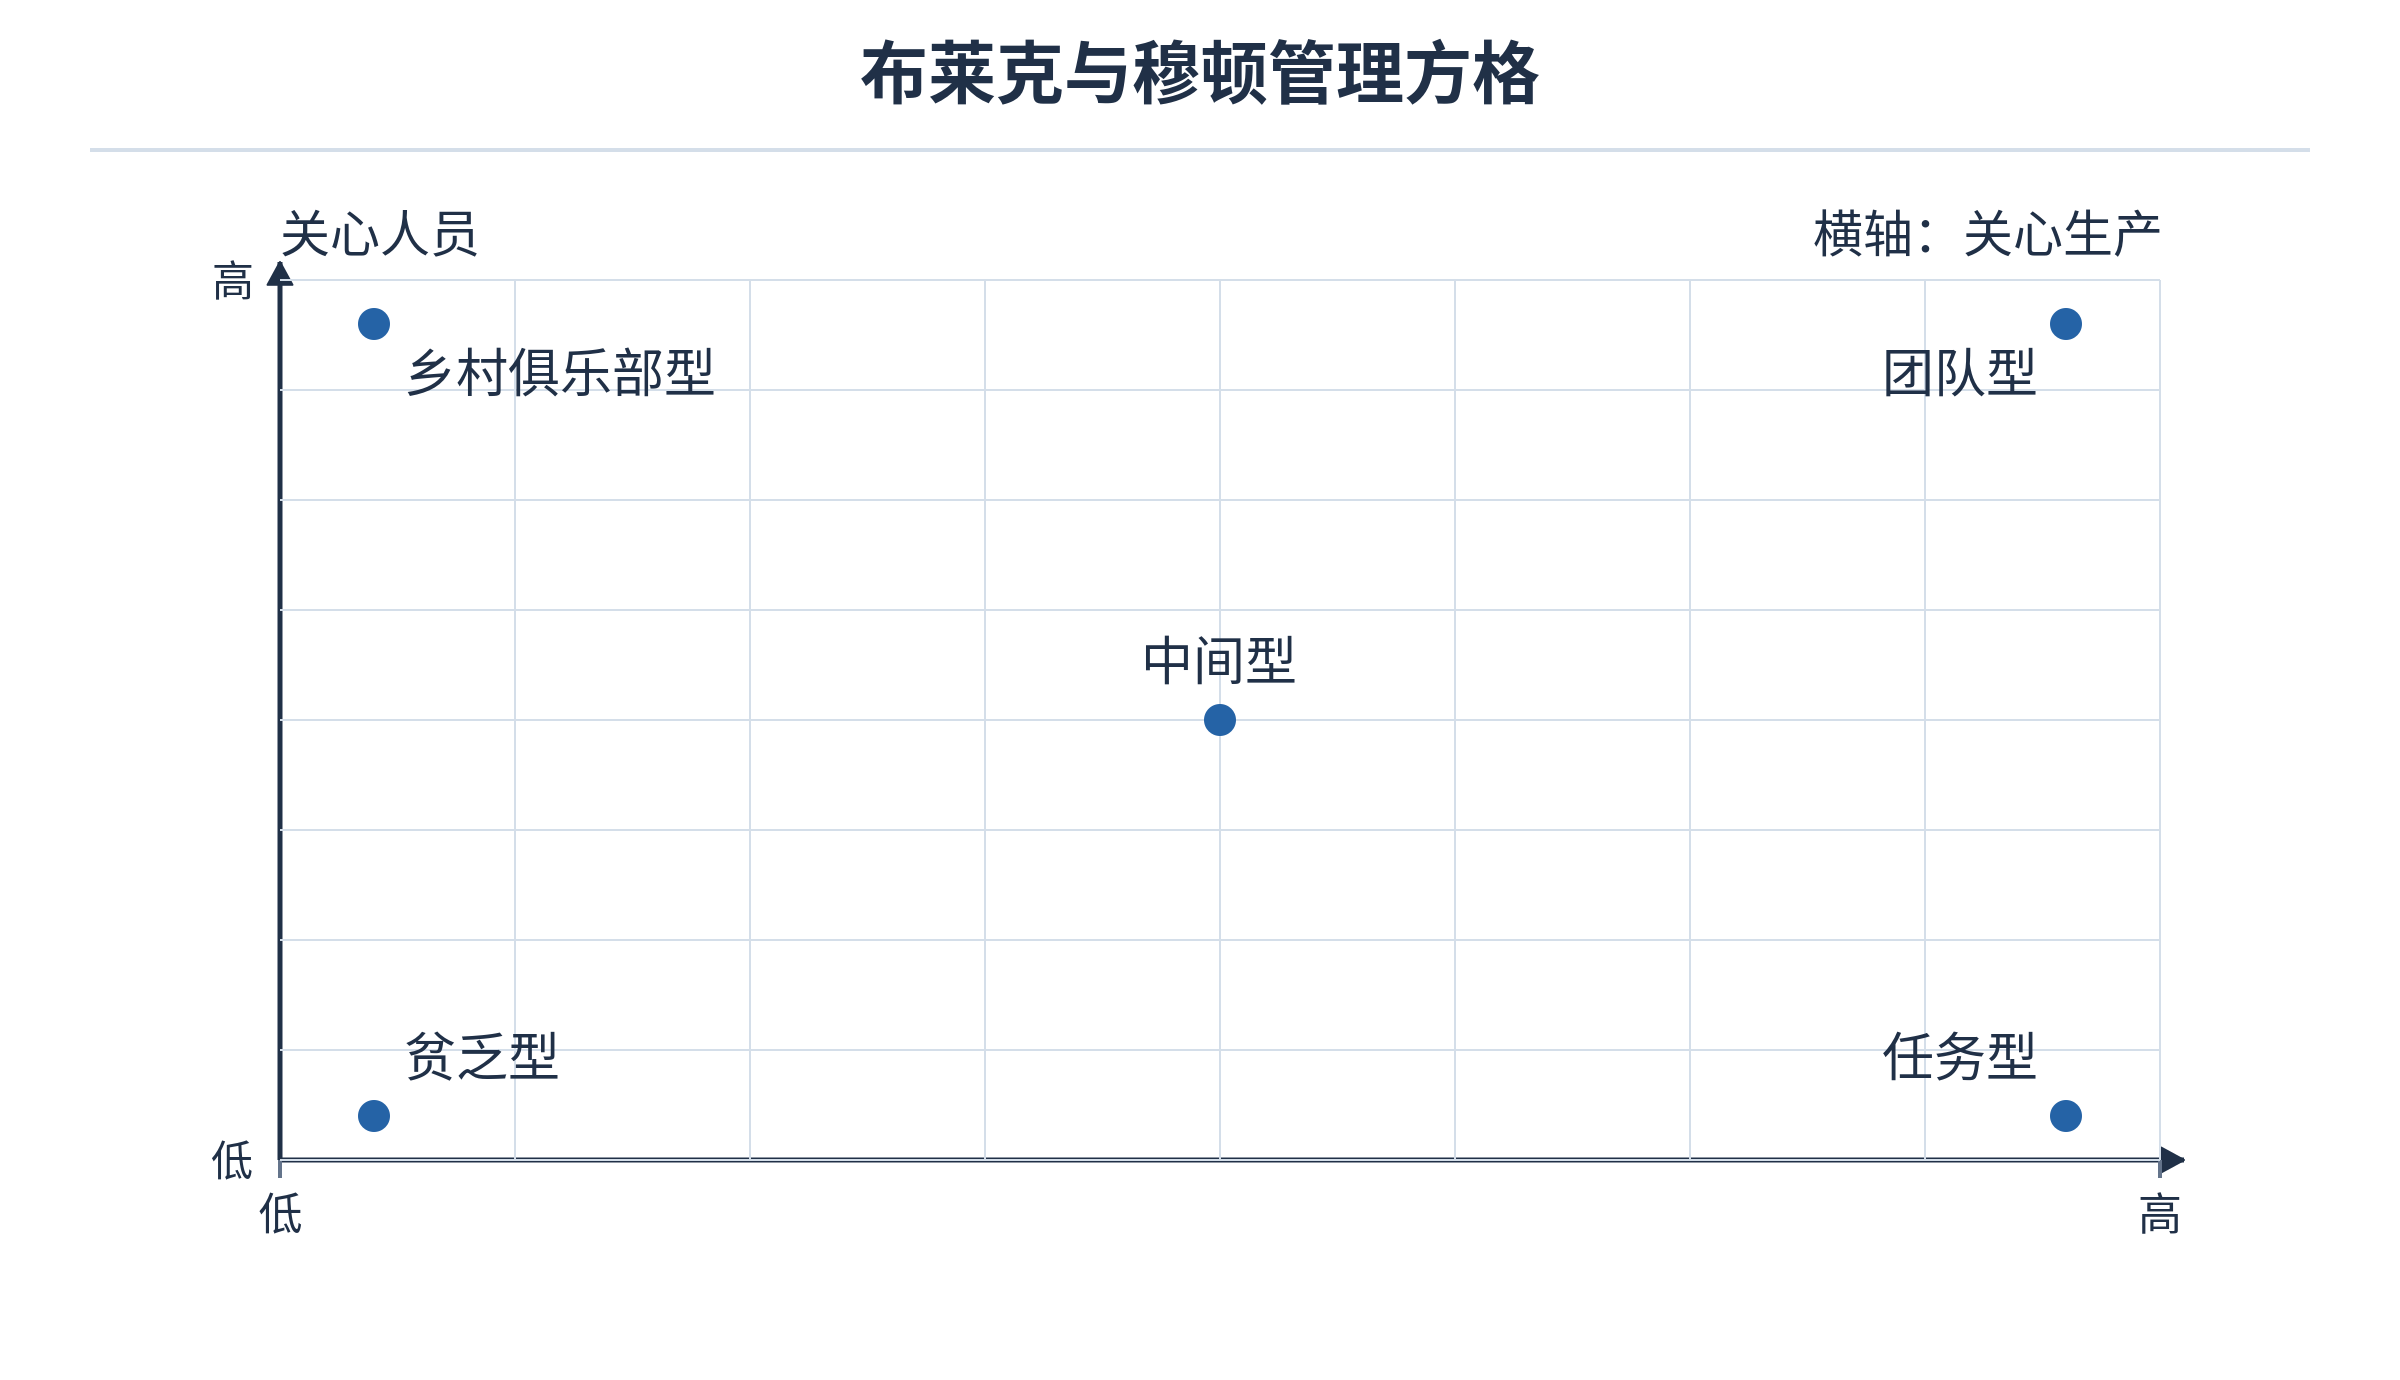 布莱克与穆顿管理方格
关心人员
横轴：关心生产
高
乡村俱乐部型
团队型
中间型
贫乏型
任务型
低
低
高